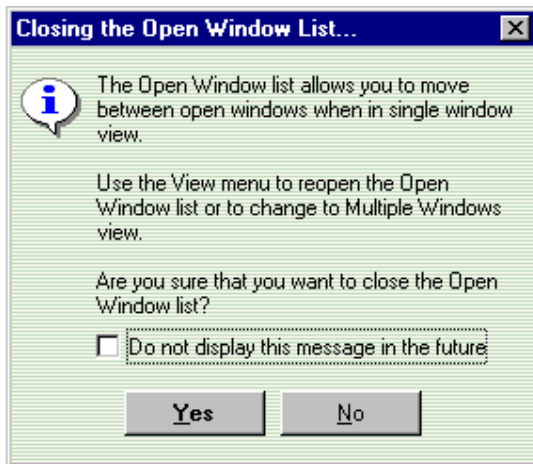 Closing the Open Window List...
The Open Window list allows you to move
between open windows when in single window
view.
Use the View menu to reopen the Open
Window list or to change to Multiple Windows
view.
Are you sure that you want to close the Open
Window list?
Do not display this message in the future
Yes
No